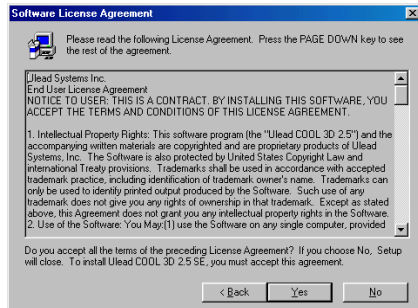 Software License Agreement
Please read the following License Agreement. Press the PAGE DOWN key to see
the rest of the agreement.
Ulead Systems Inc.
End User License Agreement
NOTICE TO USER: THIS IS A CONTRACT. BY INSTALLING THIS SOFTWARE, YOU
ACCEPT THE TERMS AND CONDITIONS OF THIS LICENSE AGREEMENT.
1. Intellectual Property Rights: This software program (the "Ulead COOL 3D 2.5") and the
accompanying written materials are copyrighted and are proprietary products of Ulead
Systems, Inc. The Software is also protected by United States Copyright Law and
international Treaty provisions. Trademarks shall be used in accordance with accepted
trademark practice, including identification of trademark owner's name. Trademarks can
only be used to identify printed output produced by the Software. Such use of any
trademark does not give you any rights of ownership in that trademark. Except as stated
above, this Agreement does not grant you any intellectual property rights in the Software.
2. Use of the Software: You May:(1) use the Software on any single computer, provided
Do you accept all the terms of the preceding License Agreement? If you choose No, Setup
will close. To install Ulead COOL 3D 2.5 SE, you must accept this agreement.
< Back Yes No